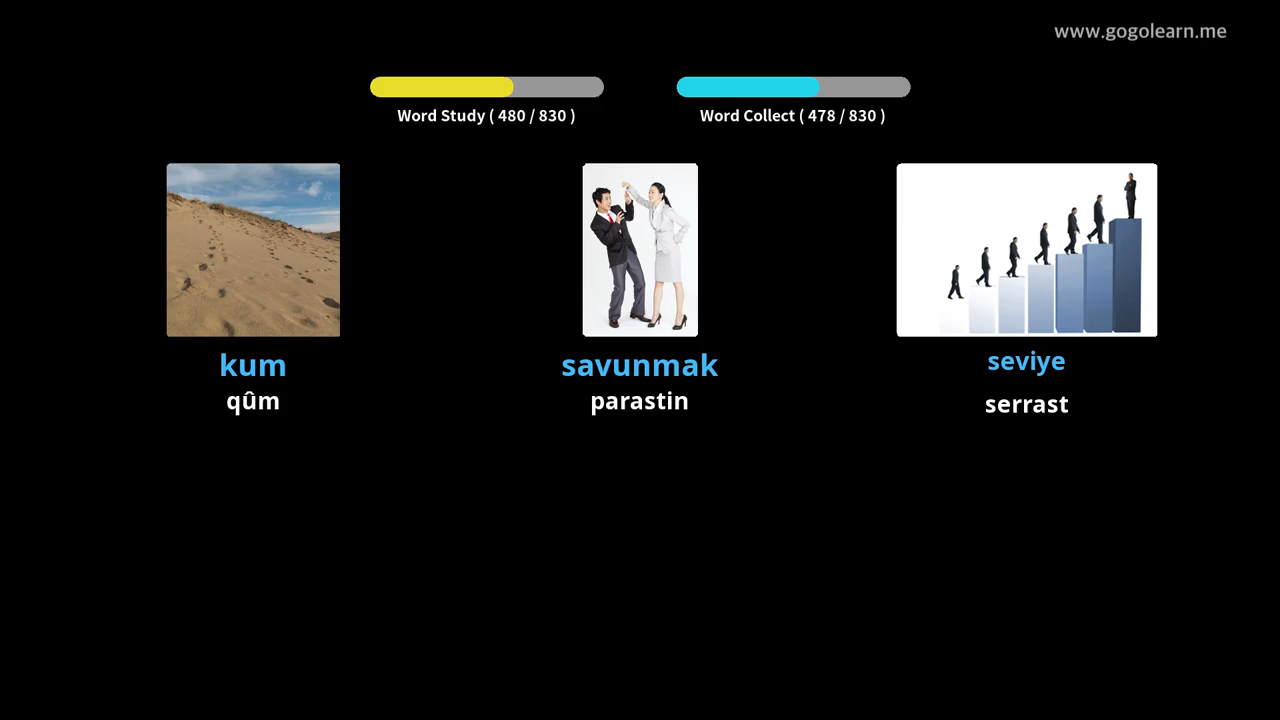 www.gogolearn.me
Word Study ( 480 / 830 )
Word Collect ( 478 / 830 )
kum
qûm
savunmak
parastin
seviye
serrast